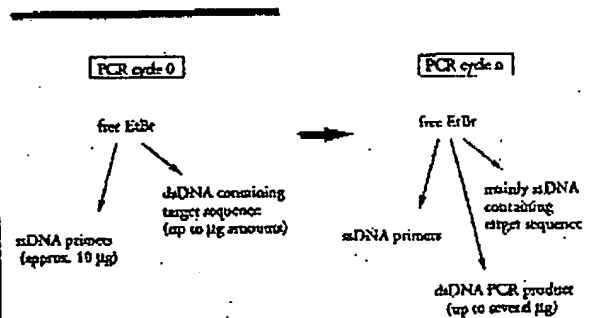 PCR cycle 0
free EtBr
ssDNA primers
(approx. 10 µg)
dsDNA containing
target sequence
(up to µg amounts)
PCR cycle n
free EtBr
ssDNA primers
mainly ssDNA
containing
target sequence
dsDNA PCR product
(up to several µg)